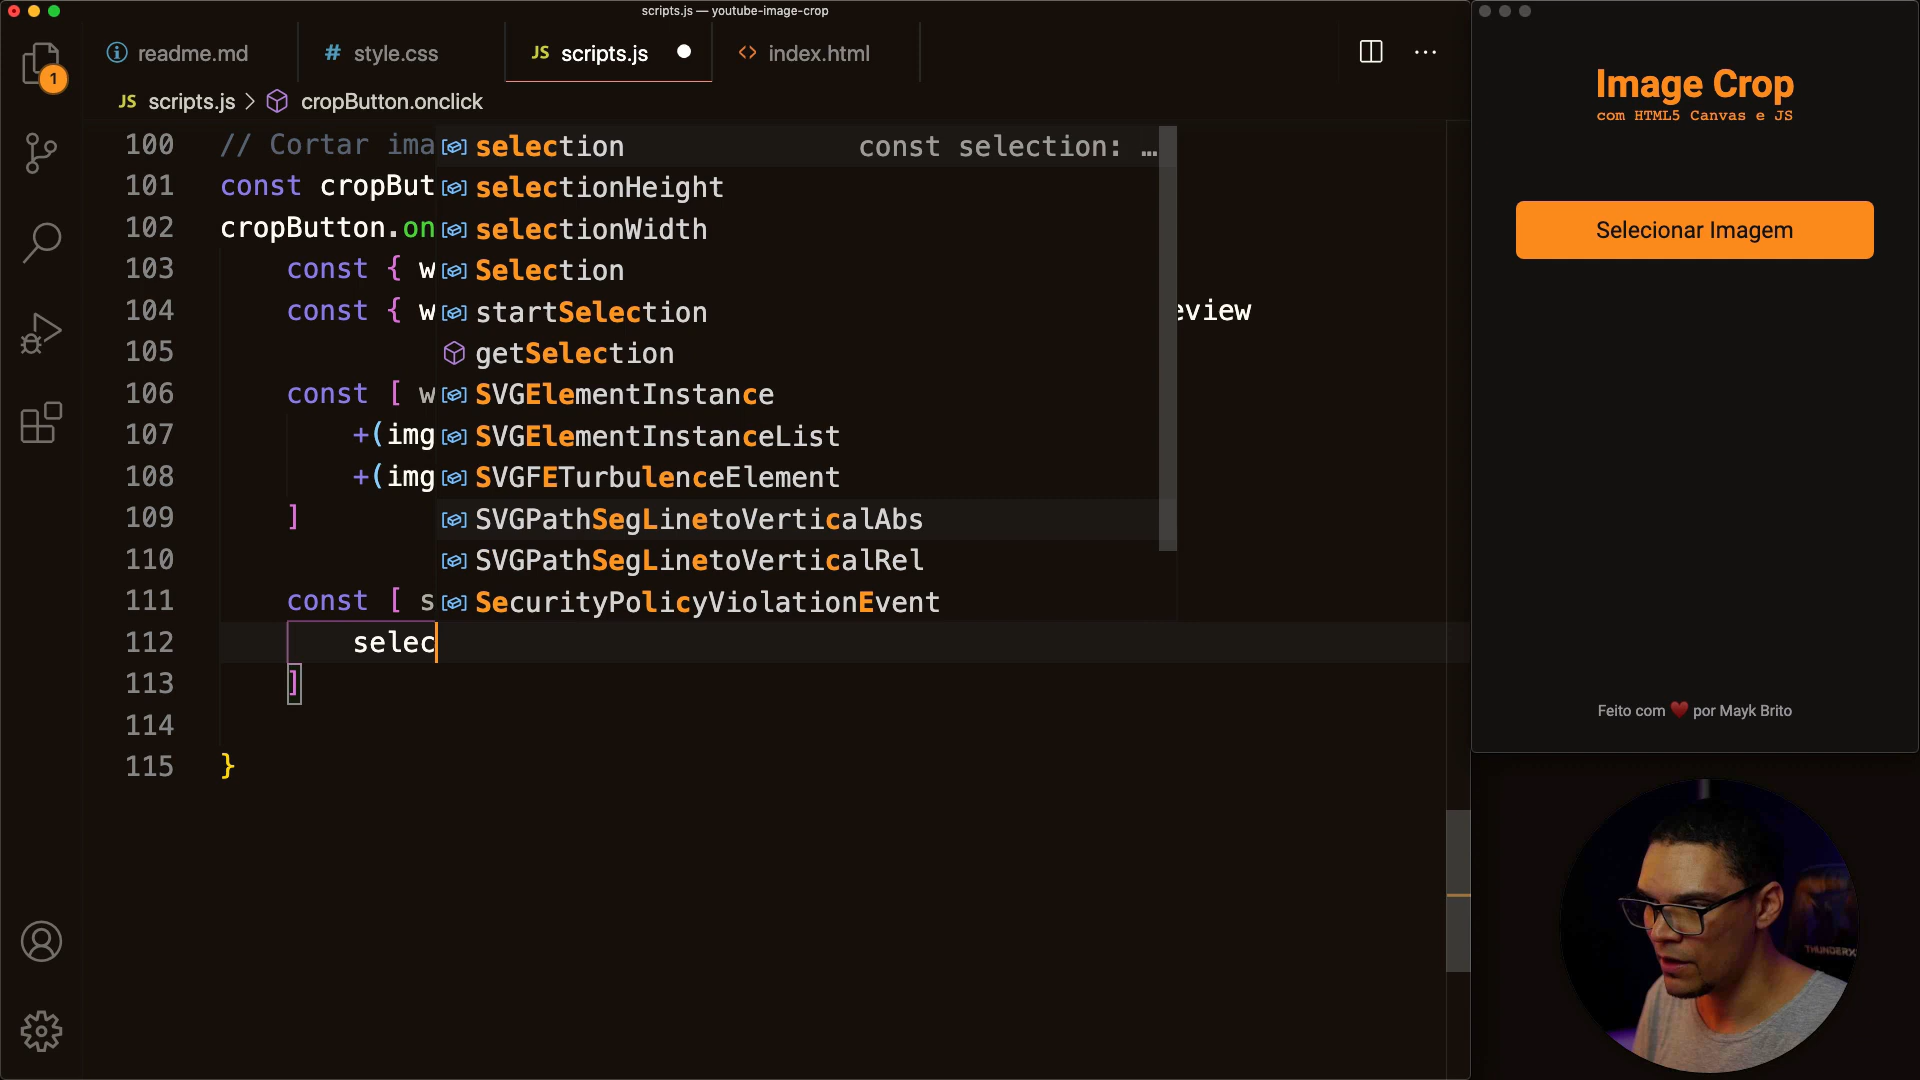 scripts.js — youtube-image-crop
readme.md
# style.css
JS scripts.js
<> index.html
1
JS scripts.js > cropButton.onclick
100 // Cortar ima
101 const cropBut
102 cropButton.on
103 const { w
104 const { w eview
105
106 const [ w
107 +(img
108 +(img
109 ]
110
111 const [ s
112 selec
113 ]
114
115 }
selection const selection: …
selectionHeight
selectionWidth
Selection
startSelection
getSelection
SVGElementInstance
SVGElementInstanceList
SVGFETurbulenceElement
SVGPathSegLinetoVerticalAbs
SVGPathSegLinetoVerticalRel
SecurityPolicyViolationEvent
Image Crop
com HTML5 Canvas e JS
Selecionar Imagem
Feito com ❤️ por Mayk Brito